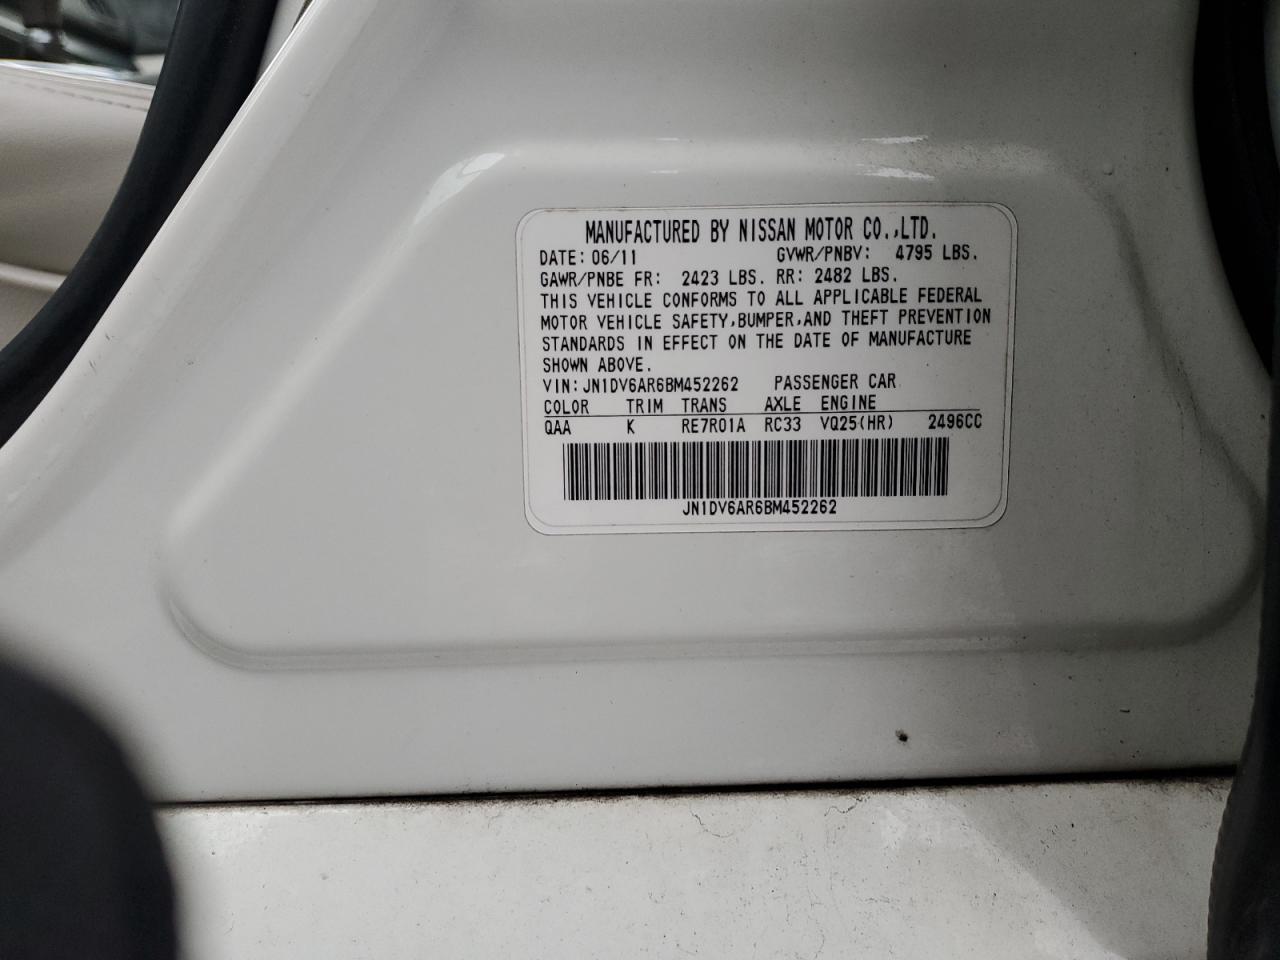 MANUFACTURED BY NISSAN MOTOR CO.,LTD.
DATE: 06/11 GVWR/PNBV: 4795 LBS.
GAWR/PNBE FR: 2423 LBS. RR: 2482 LBS.
THIS VEHICLE CONFORMS TO ALL APPLICABLE FEDERAL
MOTOR VEHICLE SAFETY,BUMPER,AND THEFT PREVENTION
STANDARDS IN EFFECT ON THE DATE OF MANUFACTURE
SHOWN ABOVE.
VIN:JN1DV6AR6BM452262 PASSENGER CAR
COLOR TRIM TRANS AXLE ENGINE
QAA K RE7R01A RC33 VQ25(HR) 2496CC
JN1DV6AR6BM452262